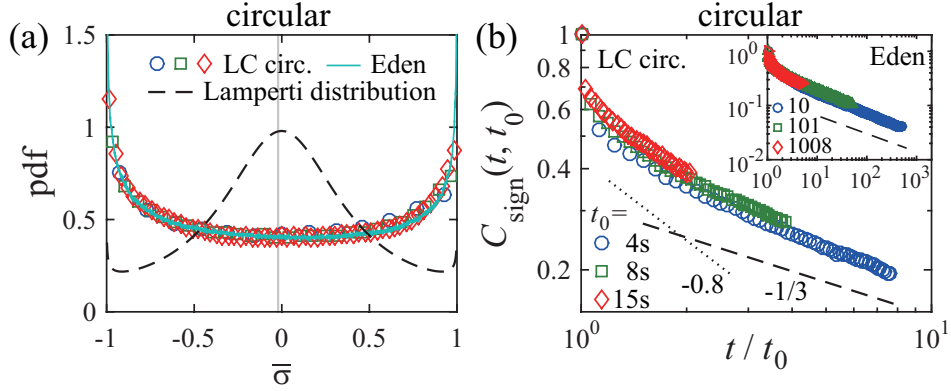 circular
(a)
1.5
1
0.5
0
pdf
LC circ.
Eden
Lamperti distribution
-1
-0.5
0
0.5
1
σ̅
circular
(b)
1
0.8
0.6
0.4
0.2
C_sign (t, t₀)
LC circ.
t₀=
4s
8s
15s
-0.8
-1/3
10⁰
10¹
t / t₀
Eden
10⁰
10⁻¹
10⁻²
10
101
1008
10⁰
10¹
10²
10³